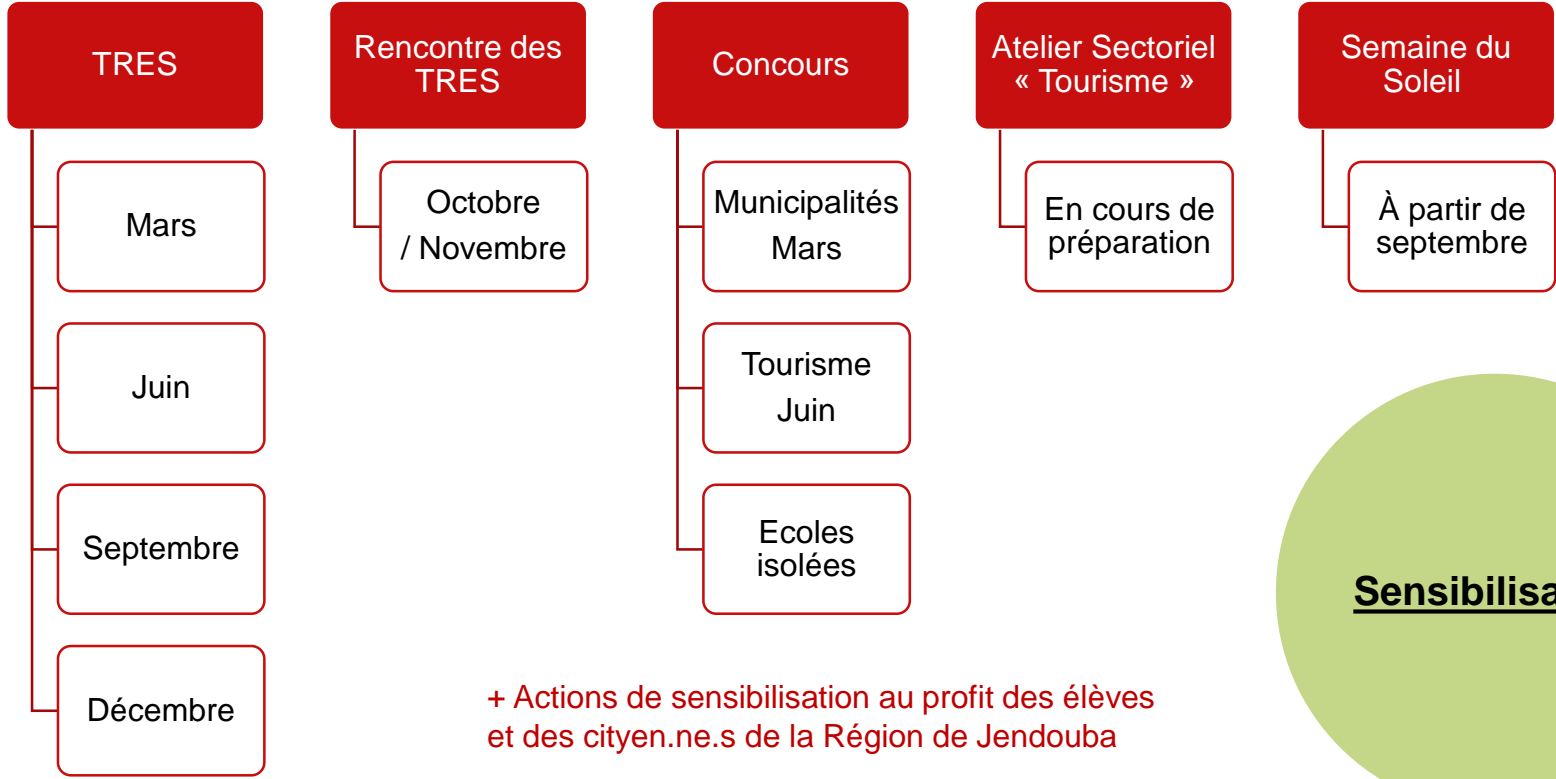 TRES
Mars
Juin
Septembre
Décembre
Rencontre des
TRES
Octobre
/ Novembre
Concours
Municipalités
Mars
Tourisme
Juin
Ecoles
isolées
Atelier Sectoriel
« Tourisme »
En cours de
préparation
Semaine du
Soleil
À partir de
septembre
Sensibilisa
+ Actions de sensibilisation au profit des élèves
et des cityen.ne.s de la Région de Jendouba